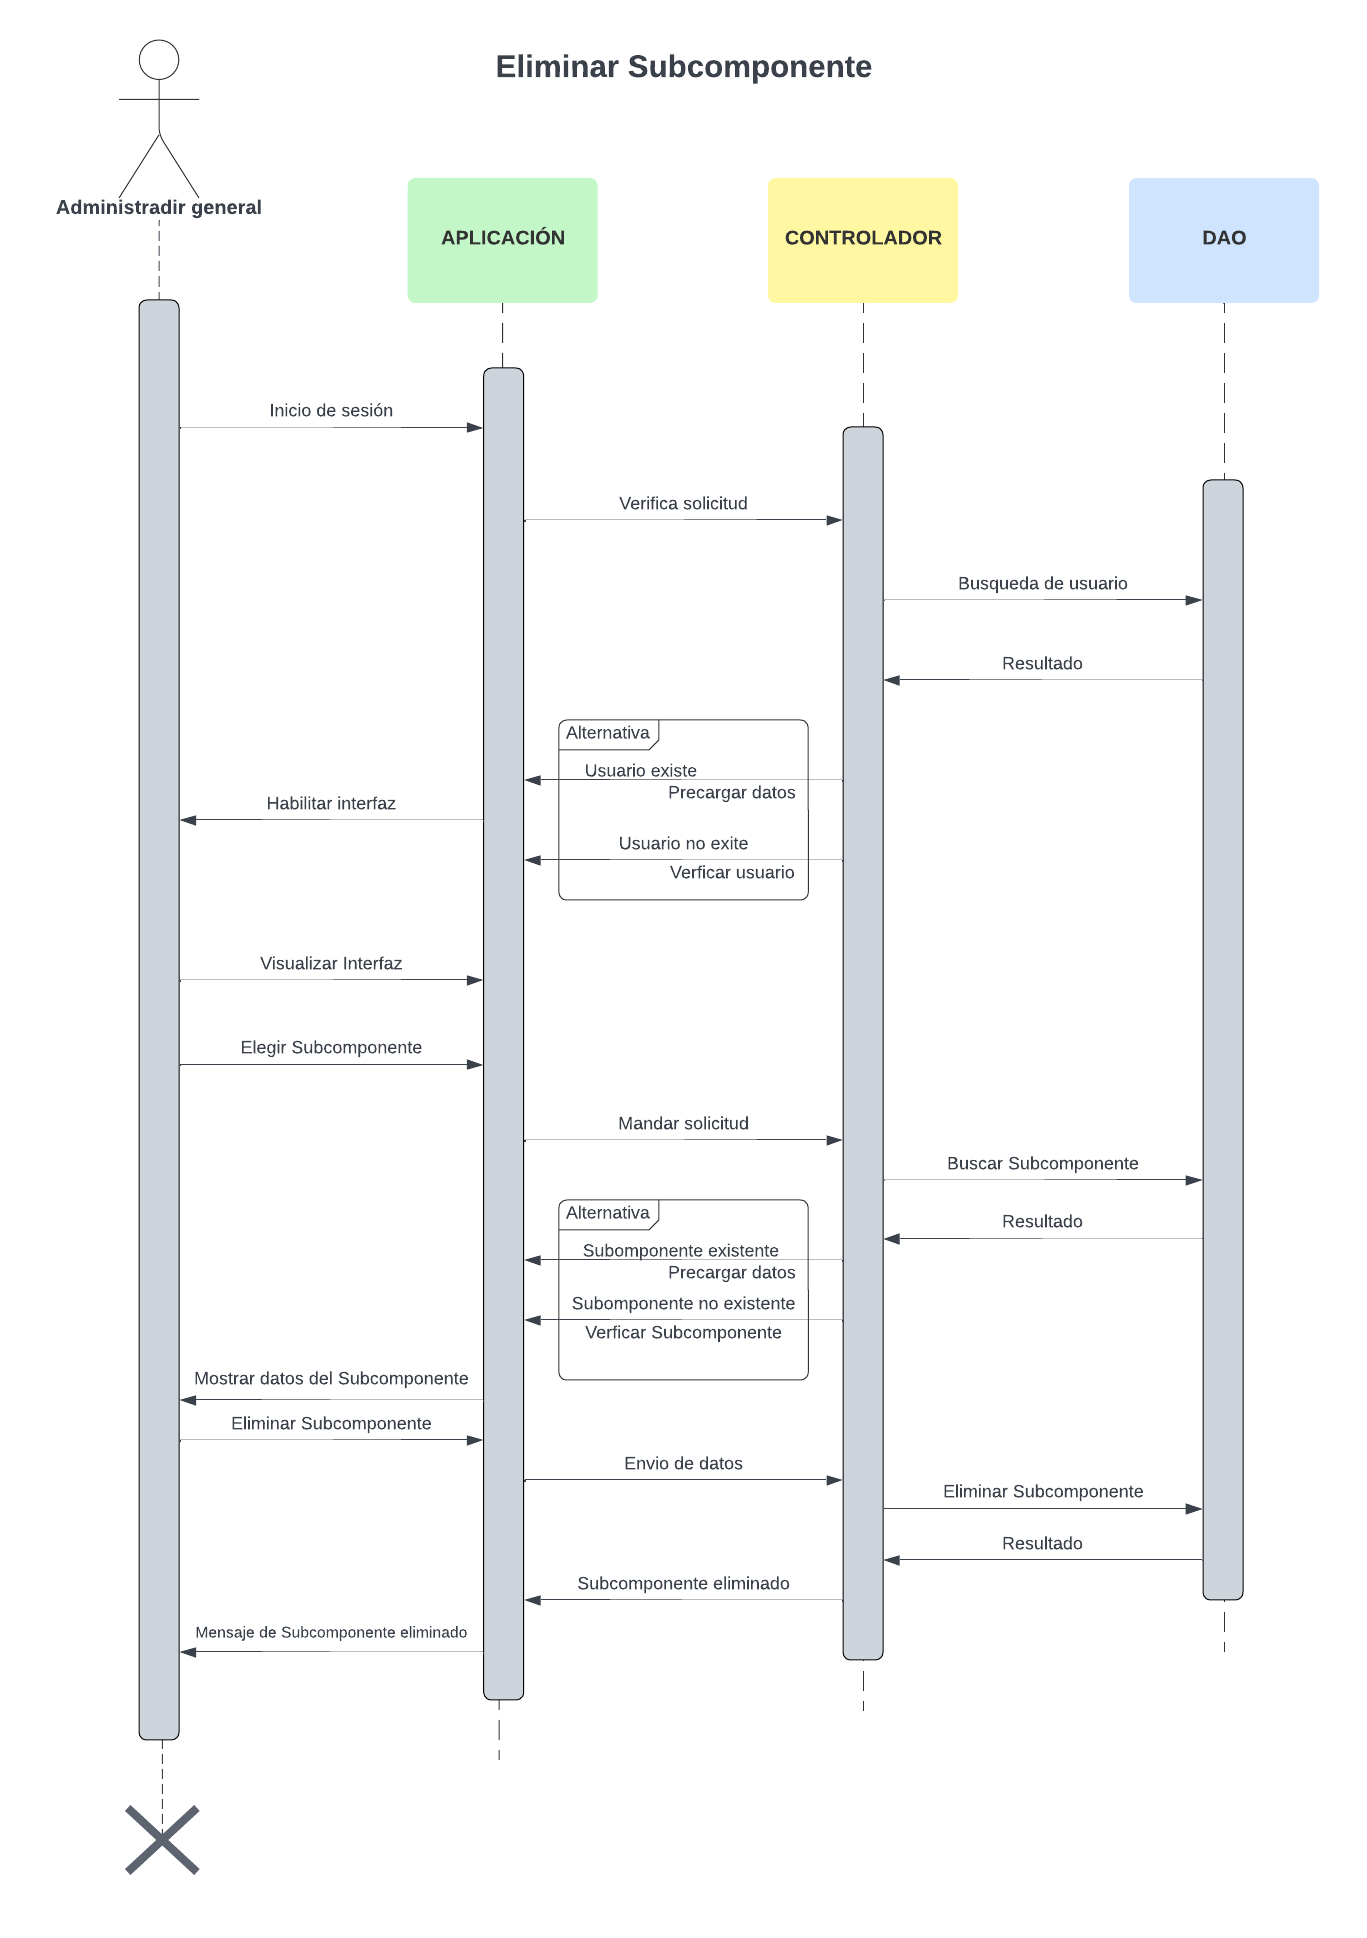 Eliminar Subcomponente
Administradir general
APLICACIÓN
CONTROLADOR
DAO
Inicio de sesión
Verifica solicitud
Busqueda de usuario
Resultado
Alternativa
Usuario existe
Precargar datos
Habilitar interfaz
Usuario no exite
Verficar usuario
Visualizar Interfaz
Elegir Subcomponente
Mandar solicitud
Buscar Subcomponente
Alternativa
Resultado
Subomponente existente
Precargar datos
Subomponente no existente
Verficar Subcomponente
Mostrar datos del Subcomponente
Eliminar Subcomponente
Envio de datos
Eliminar Subcomponente
Resultado
Subcomponente eliminado
Mensaje de Subcomponente eliminado